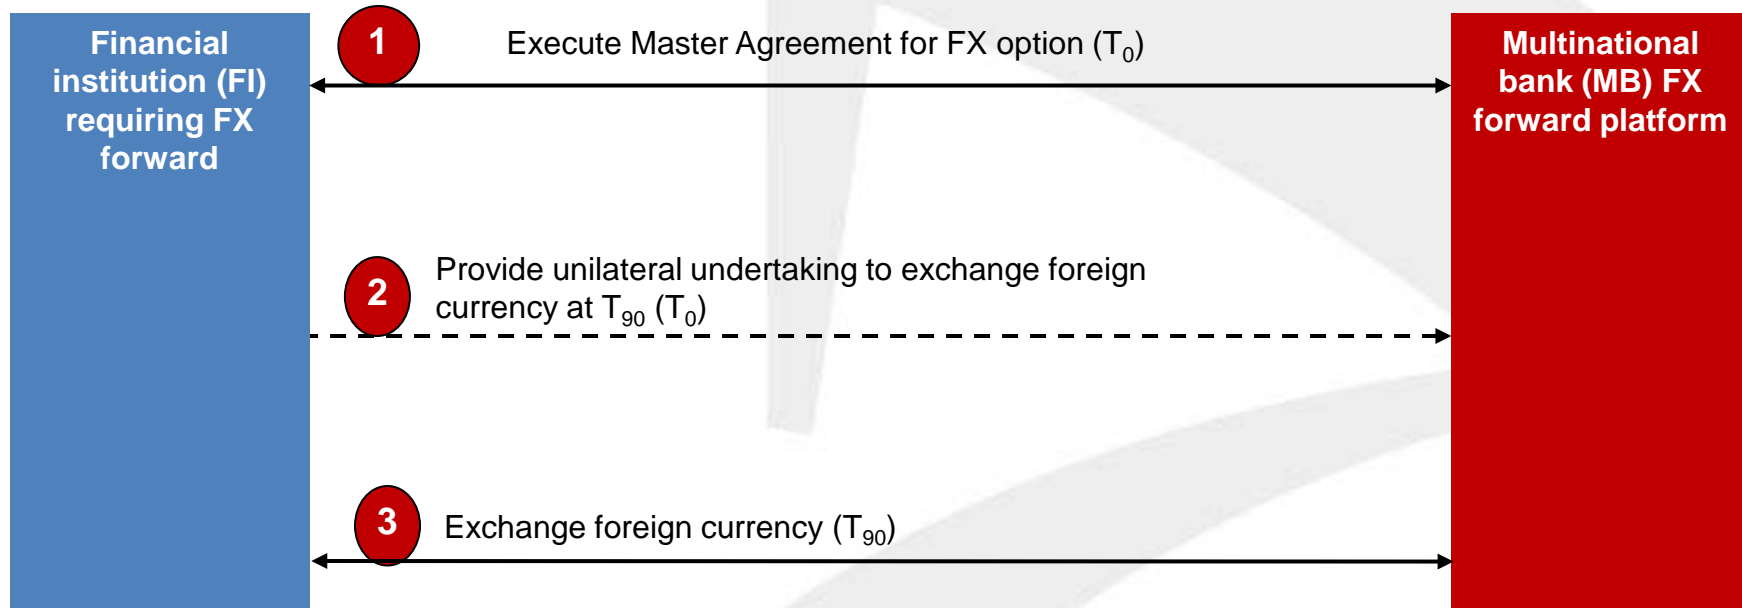 Financial
institution (FI)
requiring FX
forward
1
Execute Master Agreement for FX option (T0)
Multinational
bank (MB) FX
forward platform
2
Provide unilateral undertaking to exchange foreign
currency at T90 (T0)
3
Exchange foreign currency (T90)